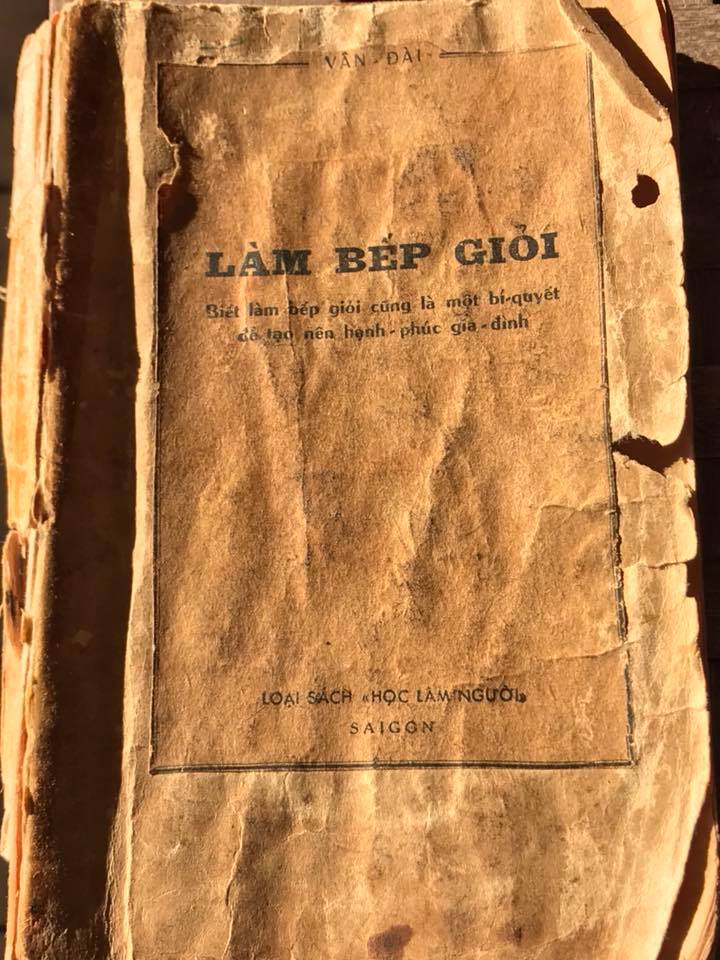 VÂN - ĐÀI
LÀM BẾP GIỎI
Biết làm bếp giỏi cũng là một bí-quyết
để tạo nên hạnh-phúc gia-đình
LOẠI SÁCH «HỌC LÀM NGƯỜI»
SAIGON